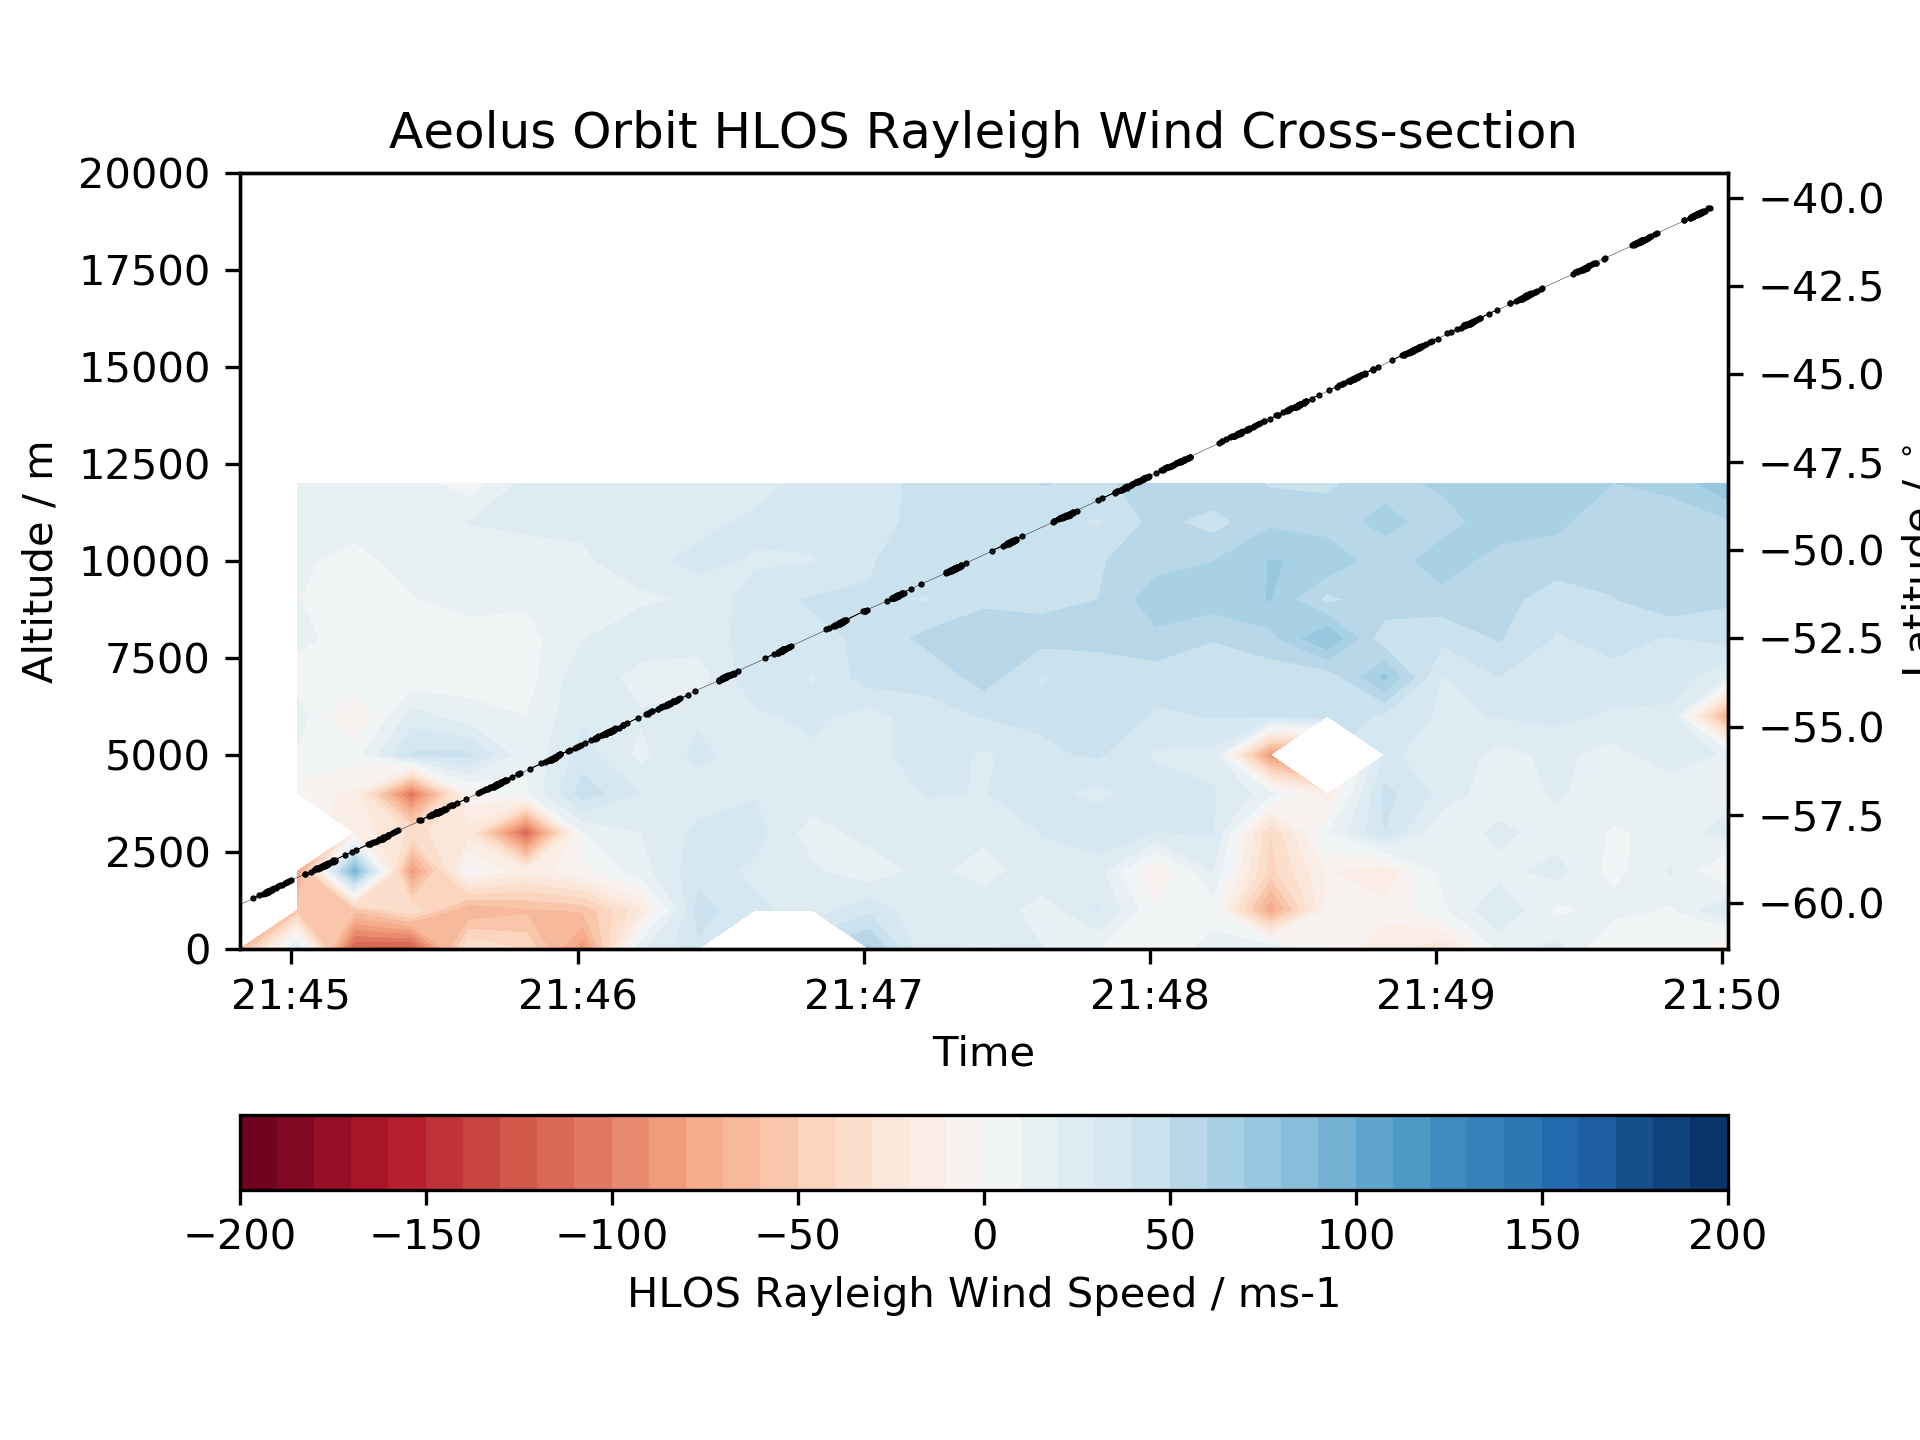 Aeolus Orbit HLOS Rayleigh Wind Cross-section
20000
17500
15000
12500
10000
7500
5000
2500
0
Altitude / m
−40.0
−42.5
−45.0
−47.5
−50.0
−52.5
−55.0
−57.5
−60.0
Latitude / °
21:45 21:46 21:47 21:48 21:49 21:50
Time
−200 −150 −100 −50 0 50 100 150 200
HLOS Rayleigh Wind Speed / ms-1